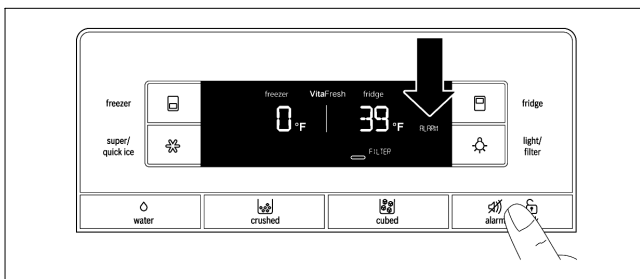 freezer
super/
quick ice
freezer VitaFresh fridge
0 °F 39 °F
ALARM
FILTER
fridge
light/
filter
water
crushed
cubed
alarm